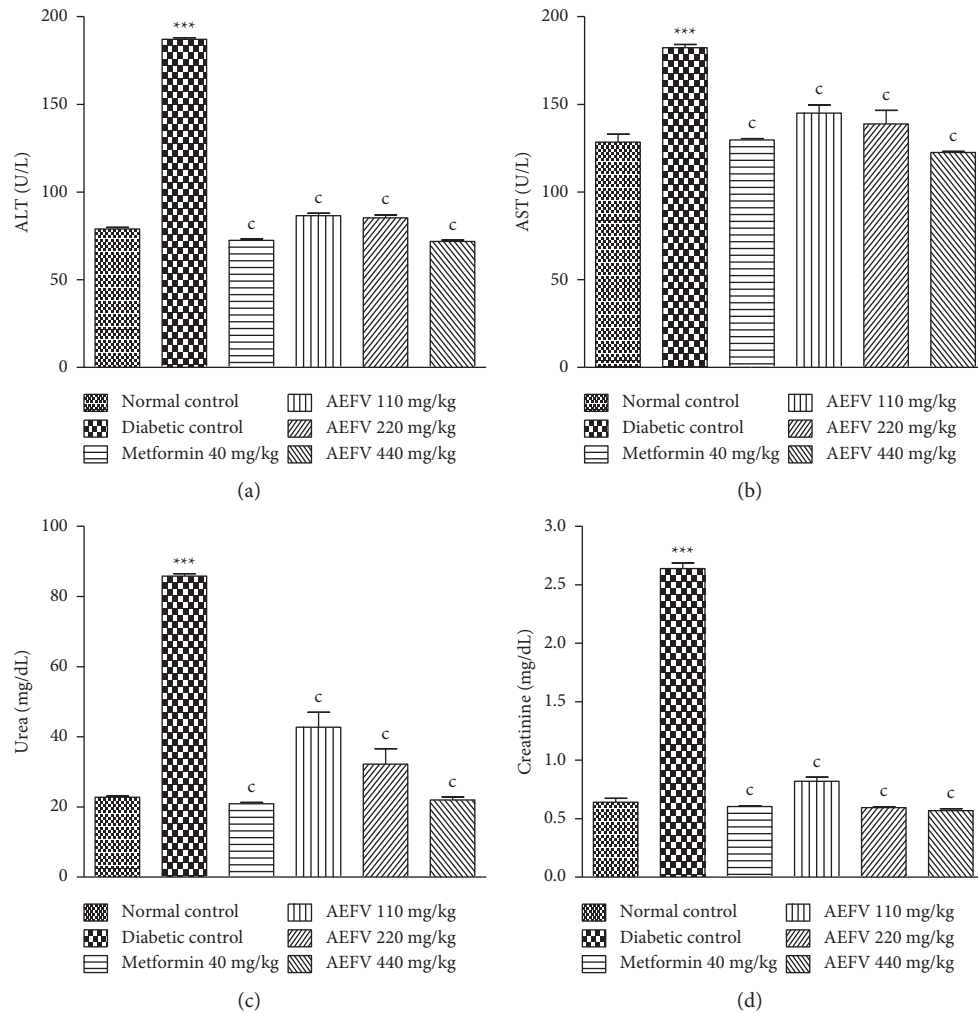 200
150
100
50
0
ALT (U/L)
***
c
c
c
c
Normal control
Diabetic control
Metformin 40 mg/kg
AEFV 110 mg/kg
AEFV 220 mg/kg
AEFV 440 mg/kg
(a)
200
150
100
50
0
AST (U/L)
***
c
c
c
c
Normal control
Diabetic control
Metformin 40 mg/kg
AEFV 110 mg/kg
AEFV 220 mg/kg
AEFV 440 mg/kg
(b)
100
80
60
40
20
0
Urea (mg/dL)
***
c
c
c
c
Normal control
Diabetic control
Metformin 40 mg/kg
AEFV 110 mg/kg
AEFV 220 mg/kg
AEFV 440 mg/kg
(c)
3.0
2.5
2.0
1.5
1.0
0.5
0.0
Creatinine (mg/dL)
***
c
c
c
c
Normal control
Diabetic control
Metformin 40 mg/kg
AEFV 110 mg/kg
AEFV 220 mg/kg
AEFV 440 mg/kg
(d)